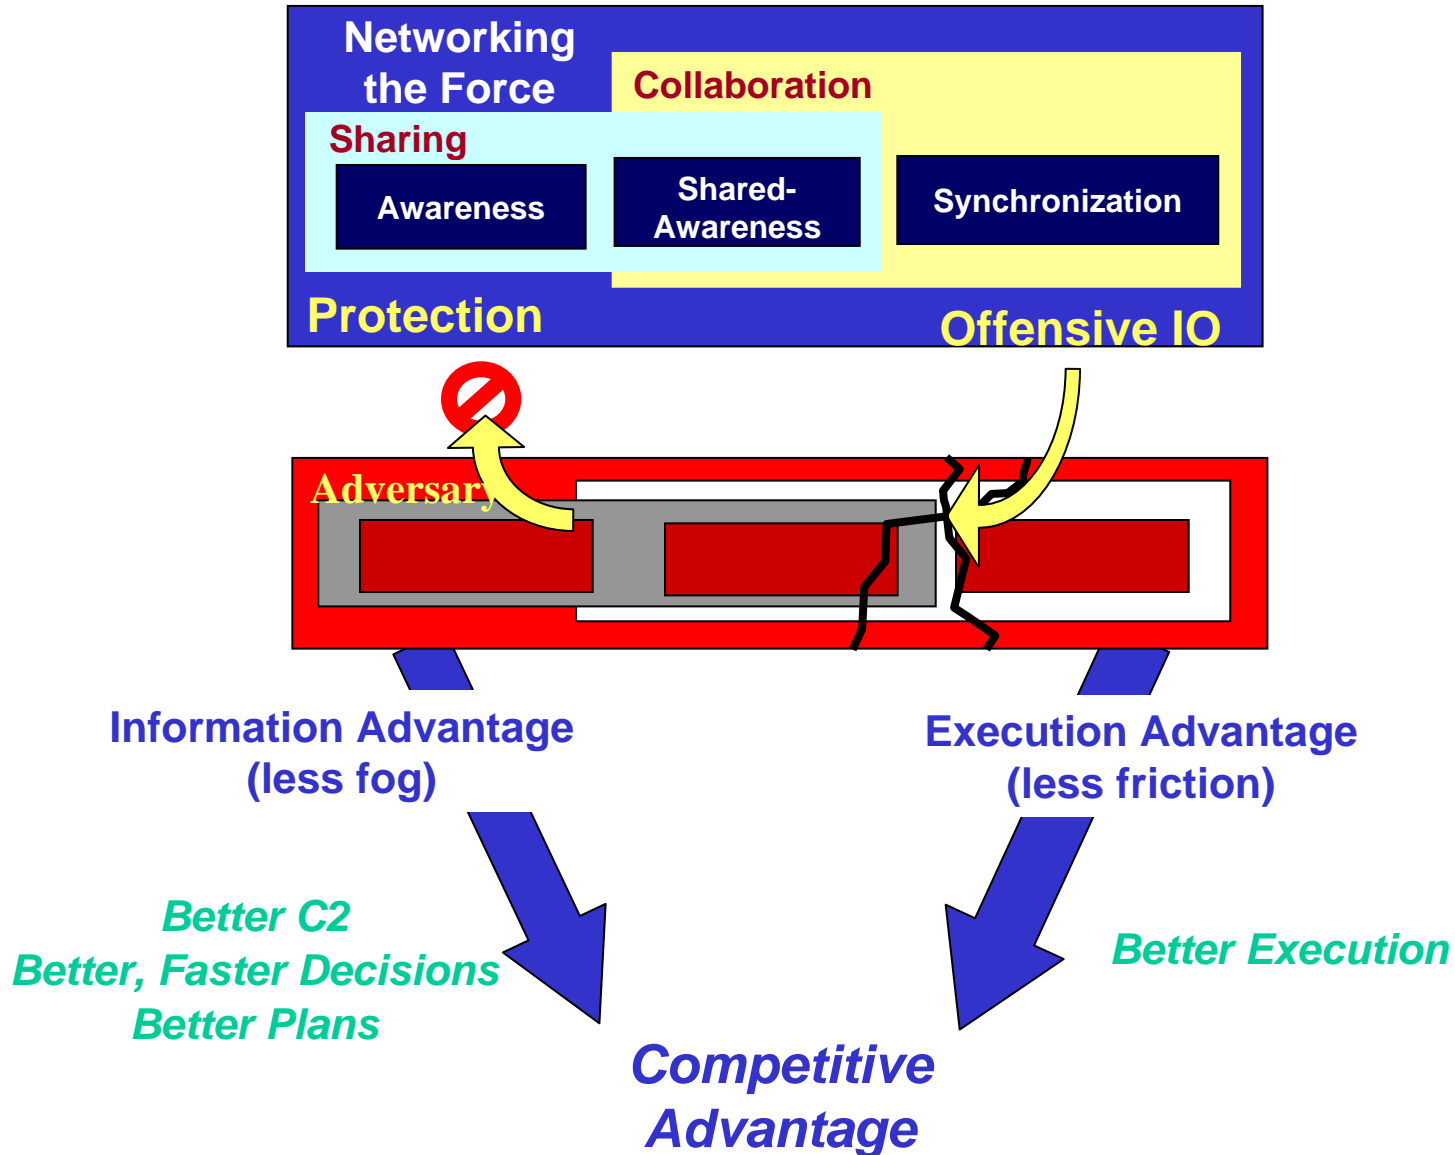 Networking
the Force
Collaboration
Sharing
Awareness
Shared-
Awareness
Synchronization
Protection
Offensive IO
Adversary
Information Advantage
(less fog)
Execution Advantage
(less friction)
Better C2
Better, Faster Decisions
Better Plans
Better Execution
Competitive
Advantage